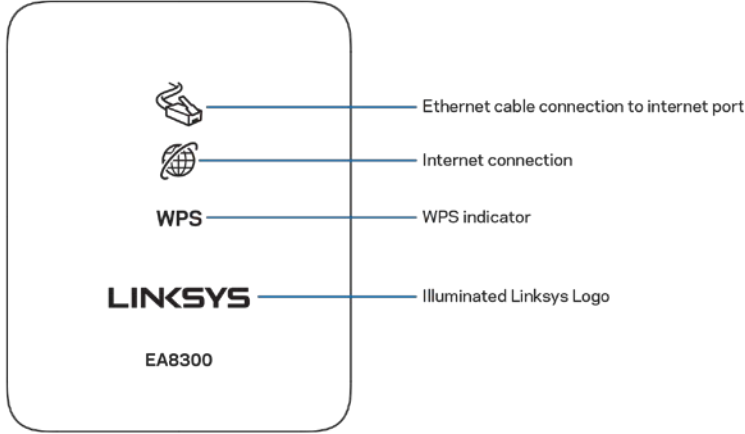 Ethernet cable connection to internet port
Internet connection
WPS WPS indicator
LINKSYS Illuminated Linksys Logo
EA8300